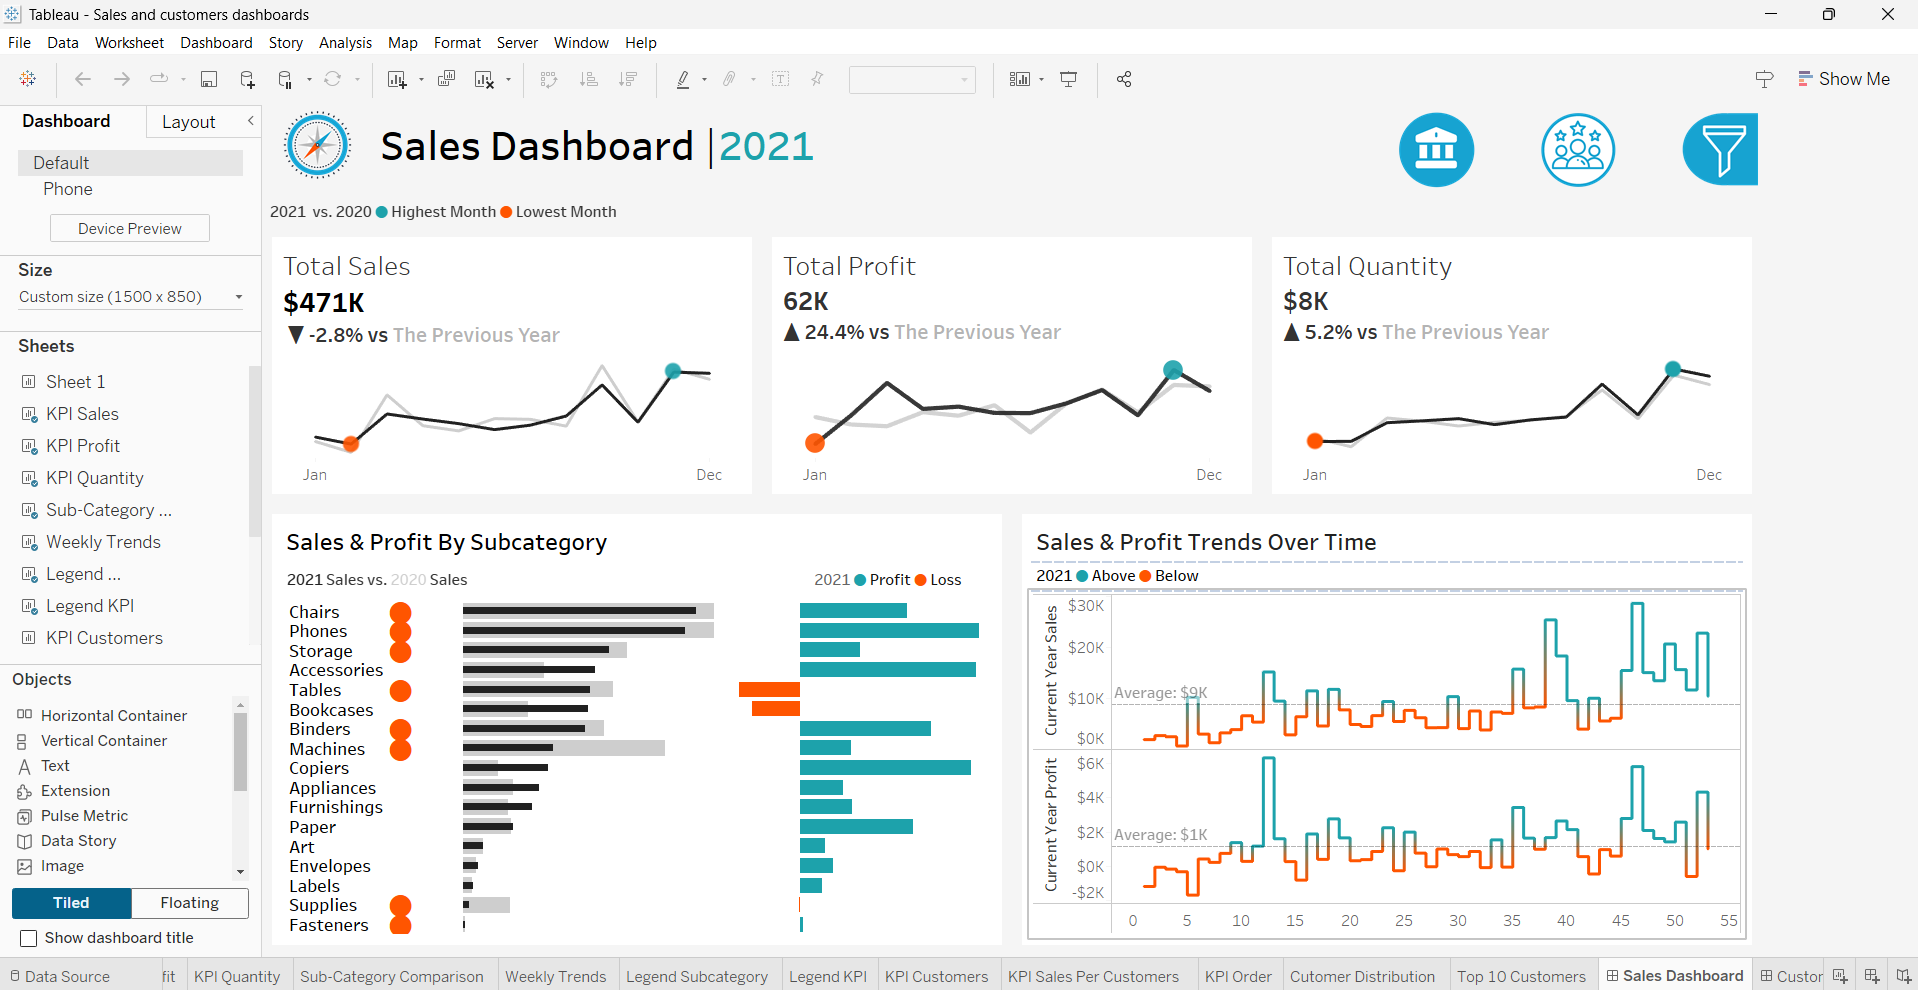 Tableau - Sales and customers dashboards
File Data Worksheet Dashboard Story Analysis Map Format Server Window Help
Show Me
Dashboard Layout
Default
Phone
Device Preview
Size
Custom size (1500 x 850)
Sheets
Sheet 1
KPI Sales
KPI Profit
KPI Quantity
Sub-Category ...
Weekly Trends
Legend ...
Legend KPI
KPI Customers
Objects
Horizontal Container
Vertical Container
Text
Extension
Pulse Metric
Data Story
Image
Tiled Floating
Show dashboard title
Sales Dashboard |2021
2021 vs. 2020 Highest Month Lowest Month
Total Sales
$471K
▼ -2.8% vs The Previous Year
Jan Dec
Total Profit
62K
▲ 24.4% vs The Previous Year
Jan Dec
Total Quantity
$8K
▲ 5.2% vs The Previous Year
Jan Dec
Sales & Profit By Subcategory
2021 Sales vs. 2020 Sales
2021 Profit Loss
Chairs
Phones
Storage
Accessories
Tables
Bookcases
Binders
Machines
Copiers
Appliances
Furnishings
Paper
Art
Envelopes
Labels
Supplies
Fasteners
Sales & Profit Trends Over Time
2021 Above Below
Current Year Sales
$30K
$20K
$10K
$0K
Average: $9K
Current Year Profit
$6K
$4K
$2K
$0K
-$2K
Average: $1K
0 5 10 15 20 25 30 35 40 45 50 55
Data Source fit KPI Quantity Sub-Category Comparison Weekly Trends Legend Subcategory Legend KPI KPI Customers KPI Sales Per Customers KPI Order Cutomer Distribution Top 10 Customers Sales Dashboard Custor